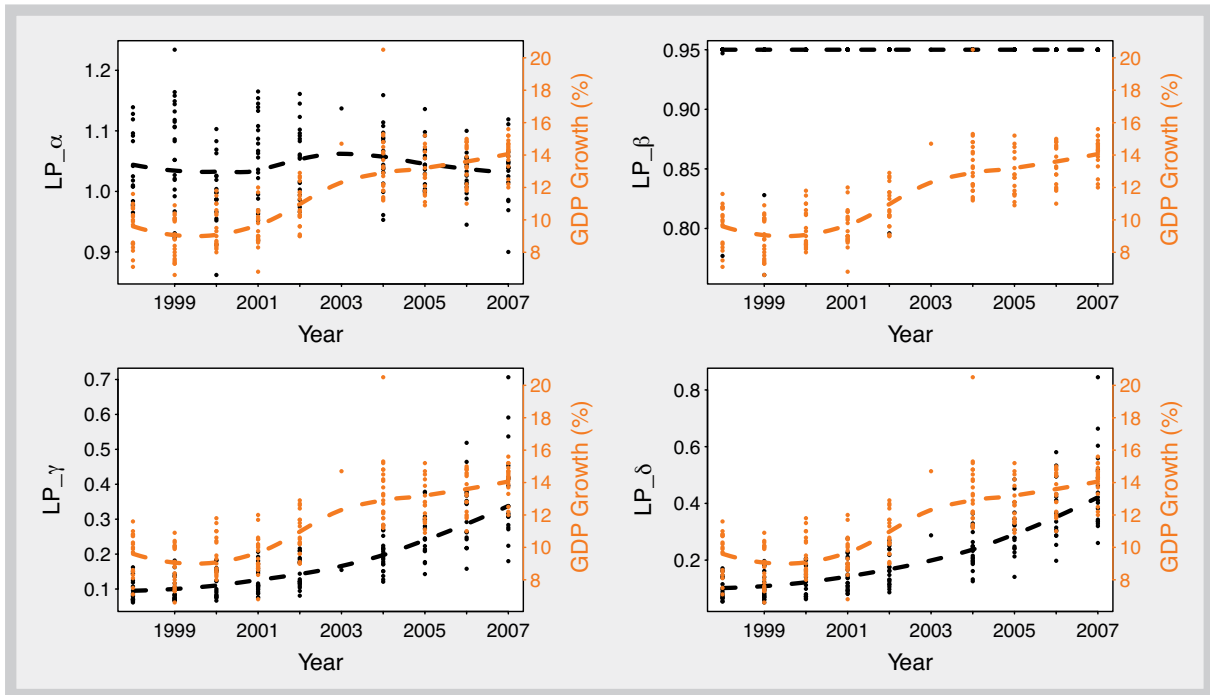 1.2
1.1
1.0
0.9
LP_α
20
18
16
14
12
10
8
GDP Growth (%)
1999 2001 2003 2005 2007
Year
0.95
0.90
0.85
0.80
LP_β
20
18
16
14
12
10
8
GDP Growth (%)
1999 2001 2003 2005 2007
Year
0.7
0.6
0.5
0.4
0.3
0.2
0.1
LP_γ
20
18
16
14
12
10
8
GDP Growth (%)
1999 2001 2003 2005 2007
Year
0.8
0.6
0.4
0.2
LP_δ
20
18
16
14
12
10
8
GDP Growth (%)
1999 2001 2003 2005 2007
Year